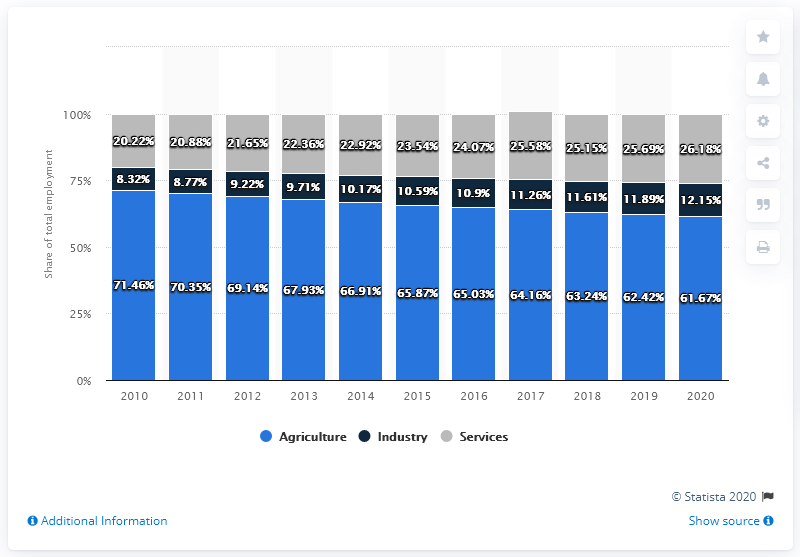 Share of total employment
100%
75%
50%
25%
0%
20.22% 20.88% 21.65% 22.36% 22.92% 23.54% 24.07% 25.58% 25.15% 25.69% 26.18%
8.32% 8.77% 9.22% 9.71% 10.17% 10.59% 10.9% 11.26% 11.61% 11.89% 12.15%
71.46% 70.35% 69.14% 67.93% 66.91% 65.87% 65.03% 64.16% 63.24% 62.42% 61.67%
2010 2011 2012 2013 2014 2015 2016 2017 2018 2019 2020
Agriculture Industry Services
© Statista 2020
Additional Information Show source